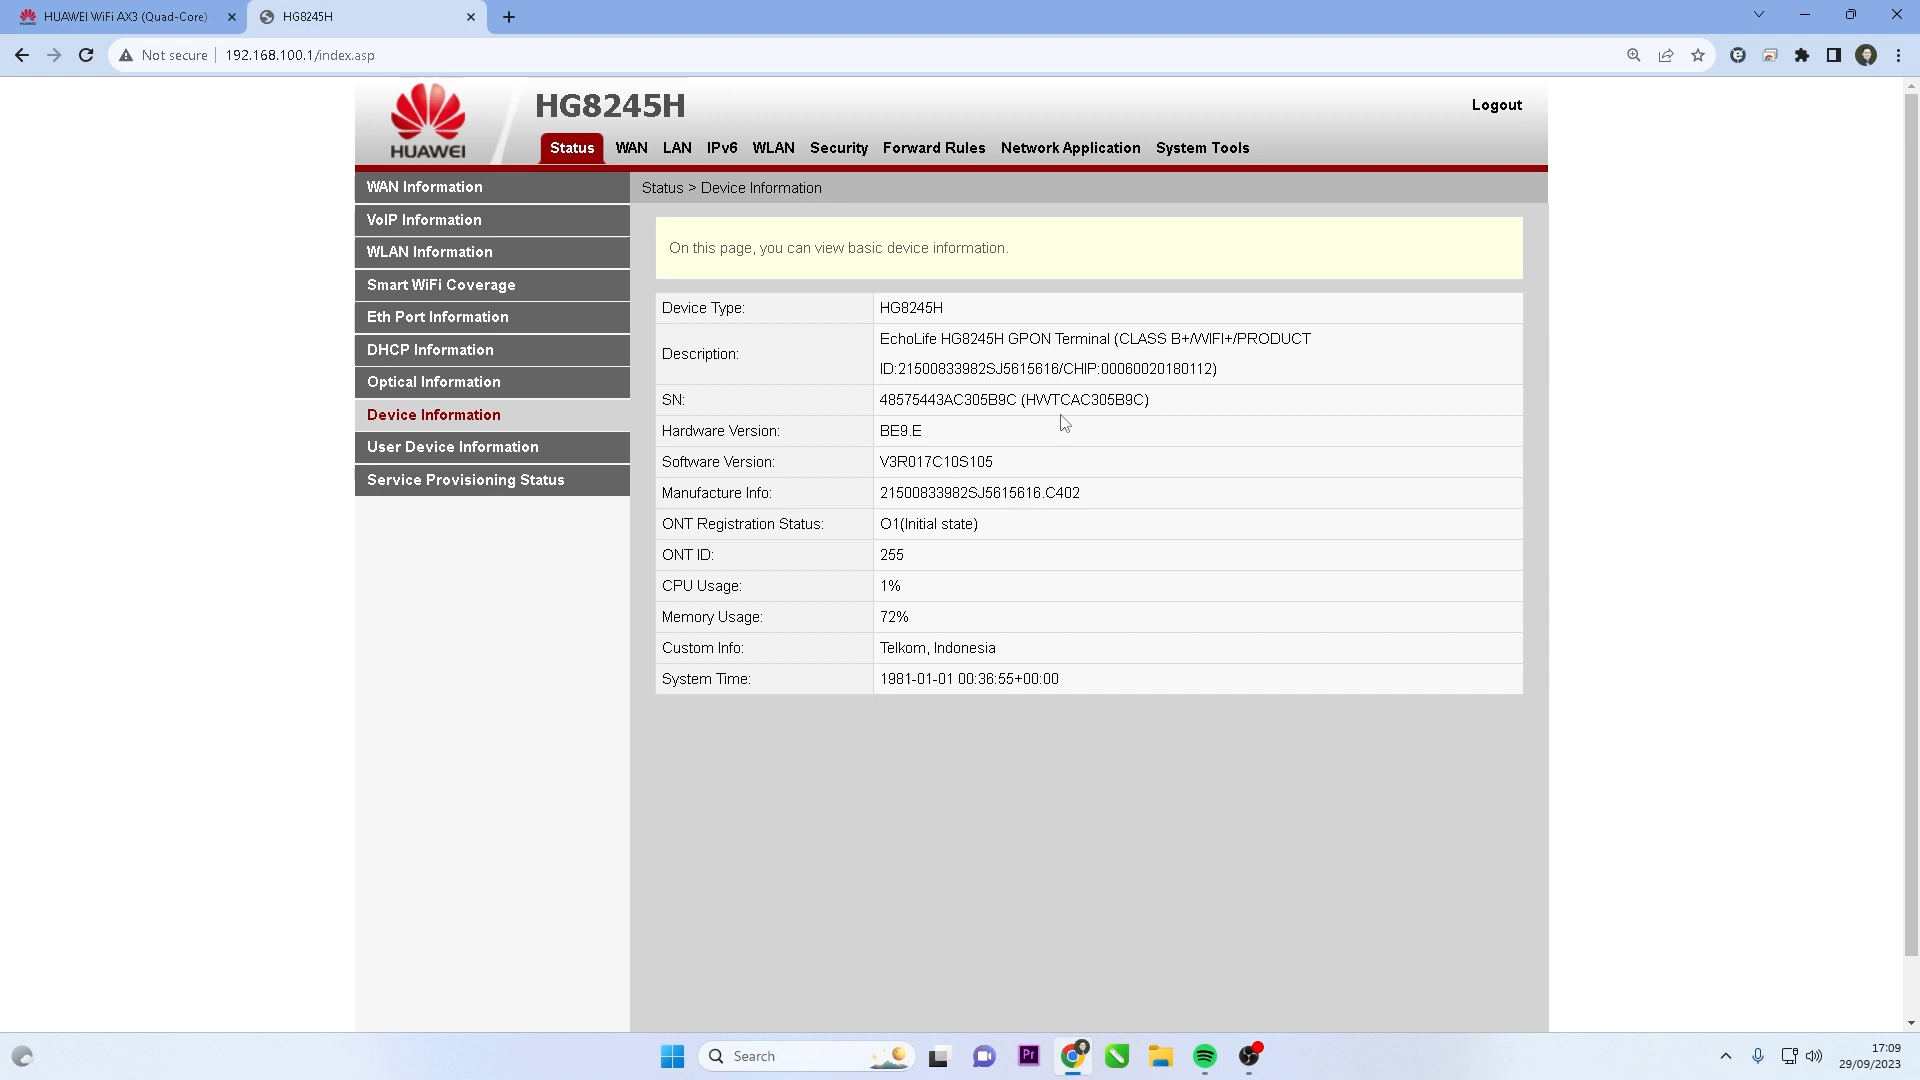 HUAWEI WiFi AX3 (Quad-Core)
HG8245H
Not secure
192.168.100.1/index.asp
HUAWEI
HG8245H
Logout
Status WAN LAN IPv6 WLAN Security Forward Rules Network Application System Tools
WAN Information
VoIP Information
WLAN Information
Smart WiFi Coverage
Eth Port Information
DHCP Information
Optical Information
Device Information
User Device Information
Service Provisioning Status
Status > Device Information
On this page, you can view basic device information.
Device Type: HG8245H
Description: EchoLife HG8245H GPON Terminal (CLASS B+/WIFI+/PRODUCT
ID:21500833982SJ5615616/CHIP:00060020180112)
SN: 48575443AC305B9C (HWTCAC305B9C)
Hardware Version: BE9.E
Software Version: V3R017C10S105
Manufacture Info: 21500833982SJ5615616.C402
ONT Registration Status: O1(Initial state)
ONT ID: 255
CPU Usage: 1%
Memory Usage: 72%
Custom Info: Telkom, Indonesia
System Time: 1981-01-01 00:36:55+00:00
Search
Pr
17:09
29/09/2023